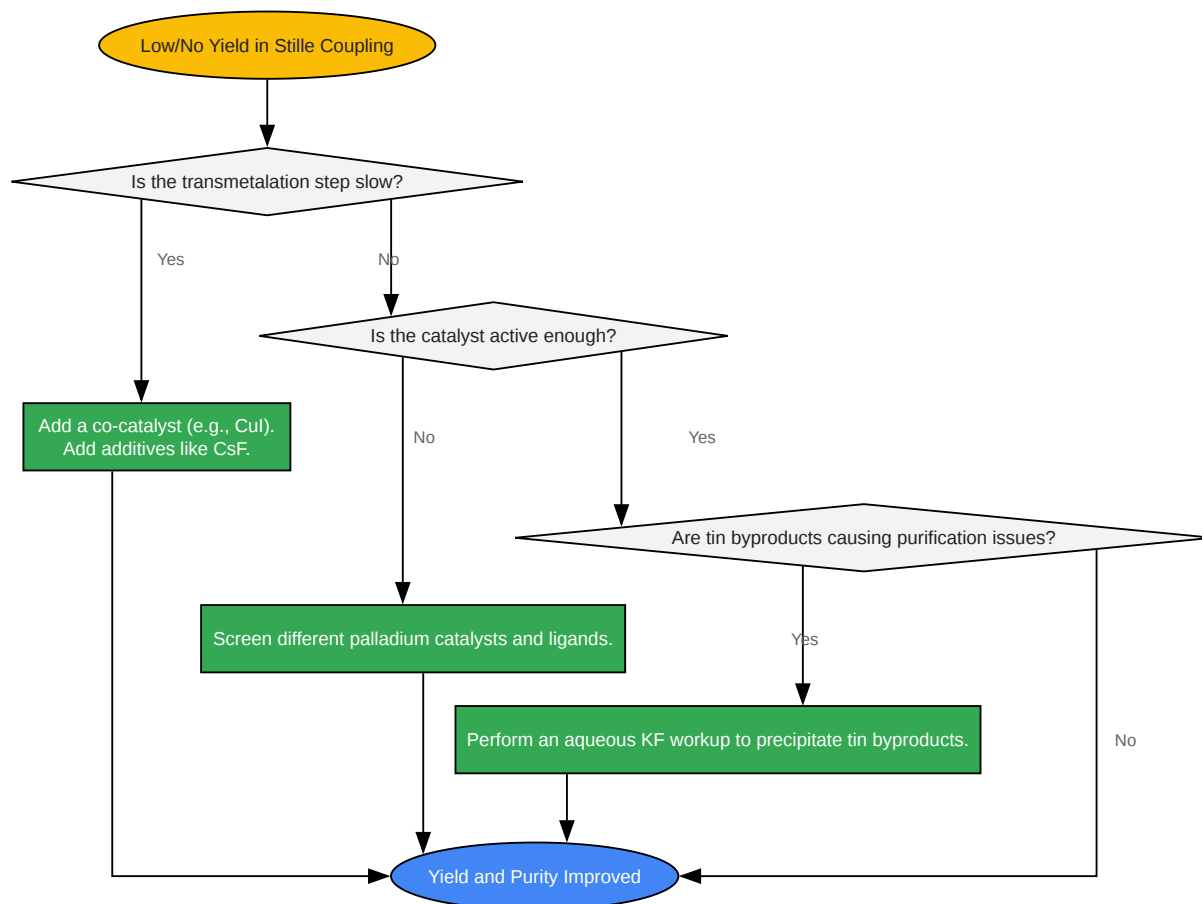 Low/No Yield in Stille Coupling
Is the transmetalation step slow?
Yes
No
Is the catalyst active enough?
Add a co-catalyst (e.g., CuI).
Add additives like CsF.
No
Yes
Are tin byproducts causing purification issues?
Screen different palladium catalysts and ligands.
Yes
Perform an aqueous KF workup to precipitate tin byproducts.
No
Yield and Purity Improved